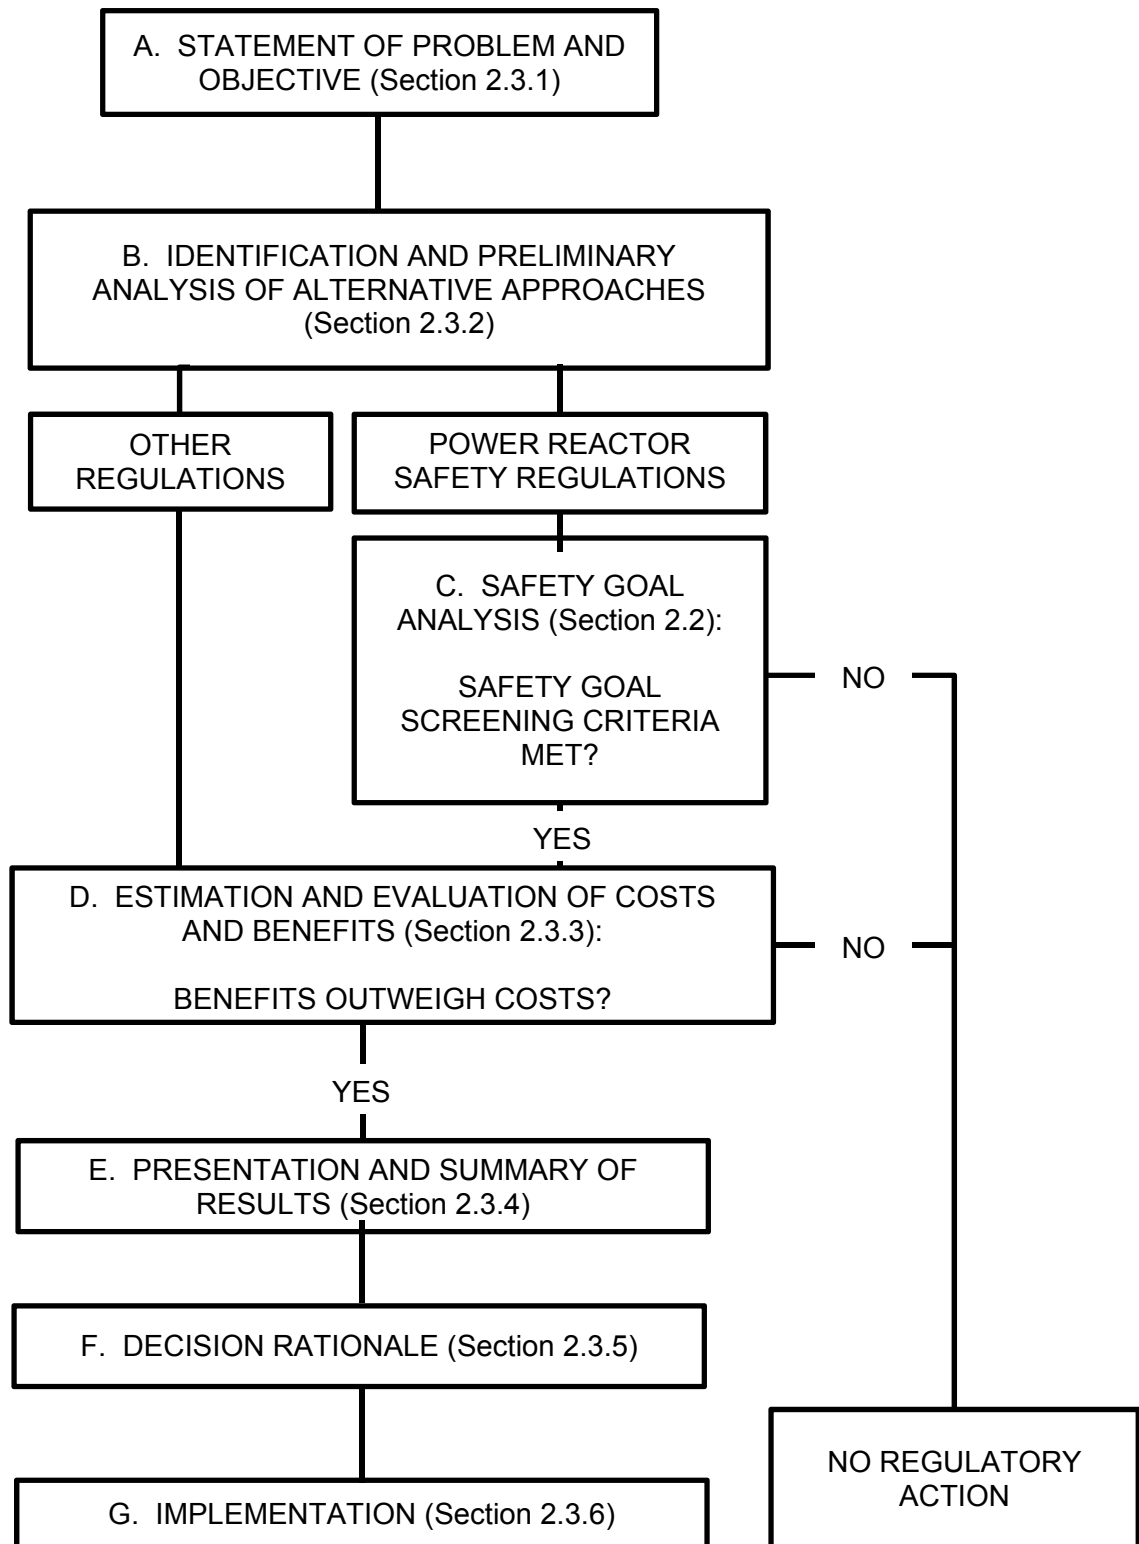 A. STATEMENT OF PROBLEM AND
OBJECTIVE (Section 2.3.1)
B. IDENTIFICATION AND PRELIMINARY
ANALYSIS OF ALTERNATIVE APPROACHES
(Section 2.3.2)
OTHER
REGULATIONS
POWER REACTOR
SAFETY REGULATIONS
C. SAFETY GOAL
ANALYSIS (Section 2.2):
SAFETY GOAL
SCREENING CRITERIA
MET?
NO
YES
D. ESTIMATION AND EVALUATION OF COSTS
AND BENEFITS (Section 2.3.3):
BENEFITS OUTWEIGH COSTS?
NO
YES
E. PRESENTATION AND SUMMARY OF
RESULTS (Section 2.3.4)
F. DECISION RATIONALE (Section 2.3.5)
G. IMPLEMENTATION (Section 2.3.6)
NO REGULATORY
ACTION